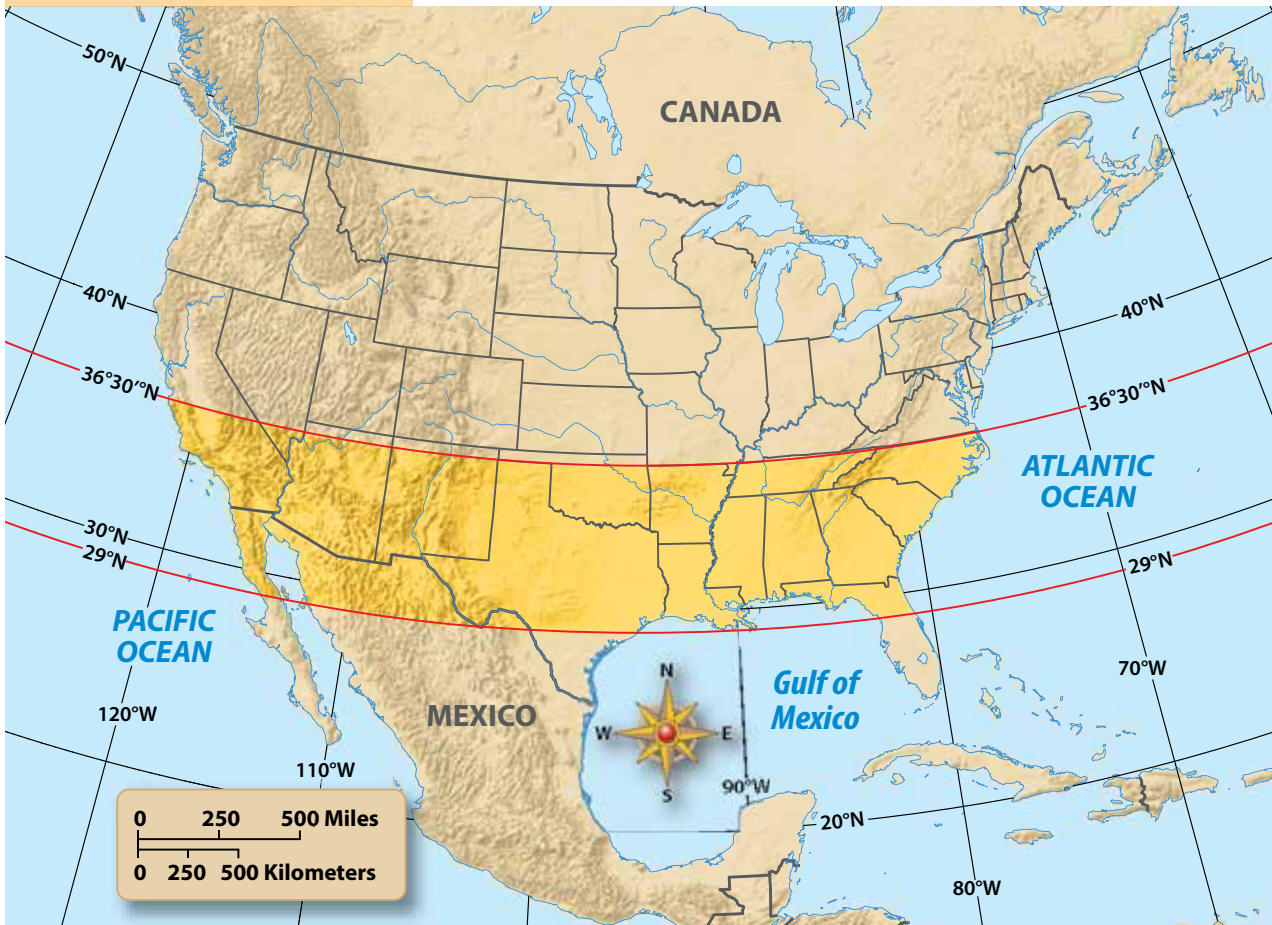 50°N
CANADA
40°N
40°N
36°30′N
36°30′N
ATLANTIC
OCEAN
30°N
29°N
29°N
PACIFIC
OCEAN
N
W
E
S
Gulf of
Mexico
70°W
120°W
MEXICO
110°W
90°W
20°N
80°W
0 250 500 Miles
0 250 500 Kilometers